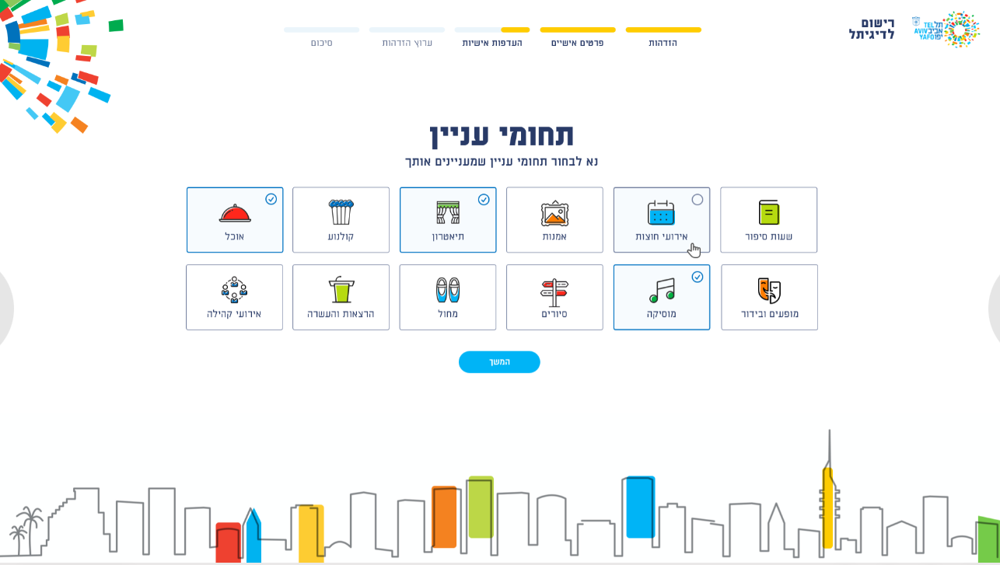 תל אביב יפו
TEL AVIV YAFO
רישום
לדיגיתל
הזדהות
פרטים אישיים
העדפות אישיות
ערוץ הזדהות
סיכום
תחומי עניין
נא לבחור תחומי עניין שמעניינים אותך
שעות סיפור
אירועי חוצות
אמנות
תיאטרון
קולנוע
אוכל
מופעים ובידור
מוסיקה
סיורים
מחול
הרצאות והעשרה
אירועי קהילה
המשך